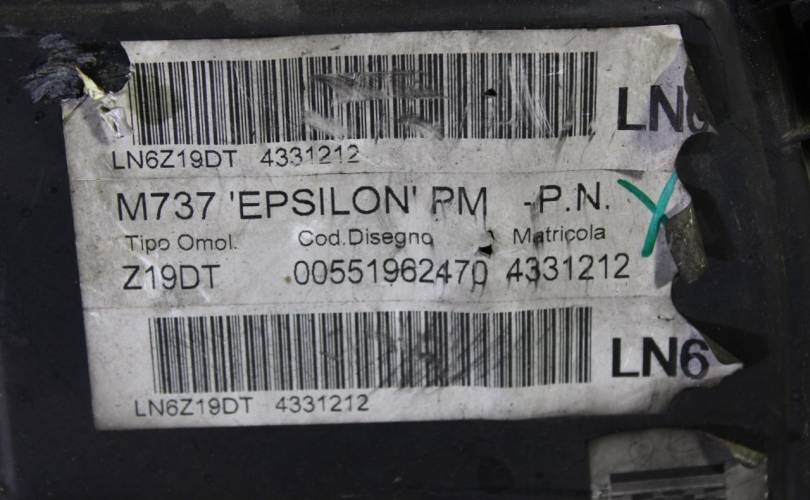 LN6
LN6Z19DT 4331212
M737 'EPSILON' PM -P.N.
Tipo Omol. Cod.Disegno Matricola
Z19DT 00551962470 4331212
LN6
LN6Z19DT 4331212